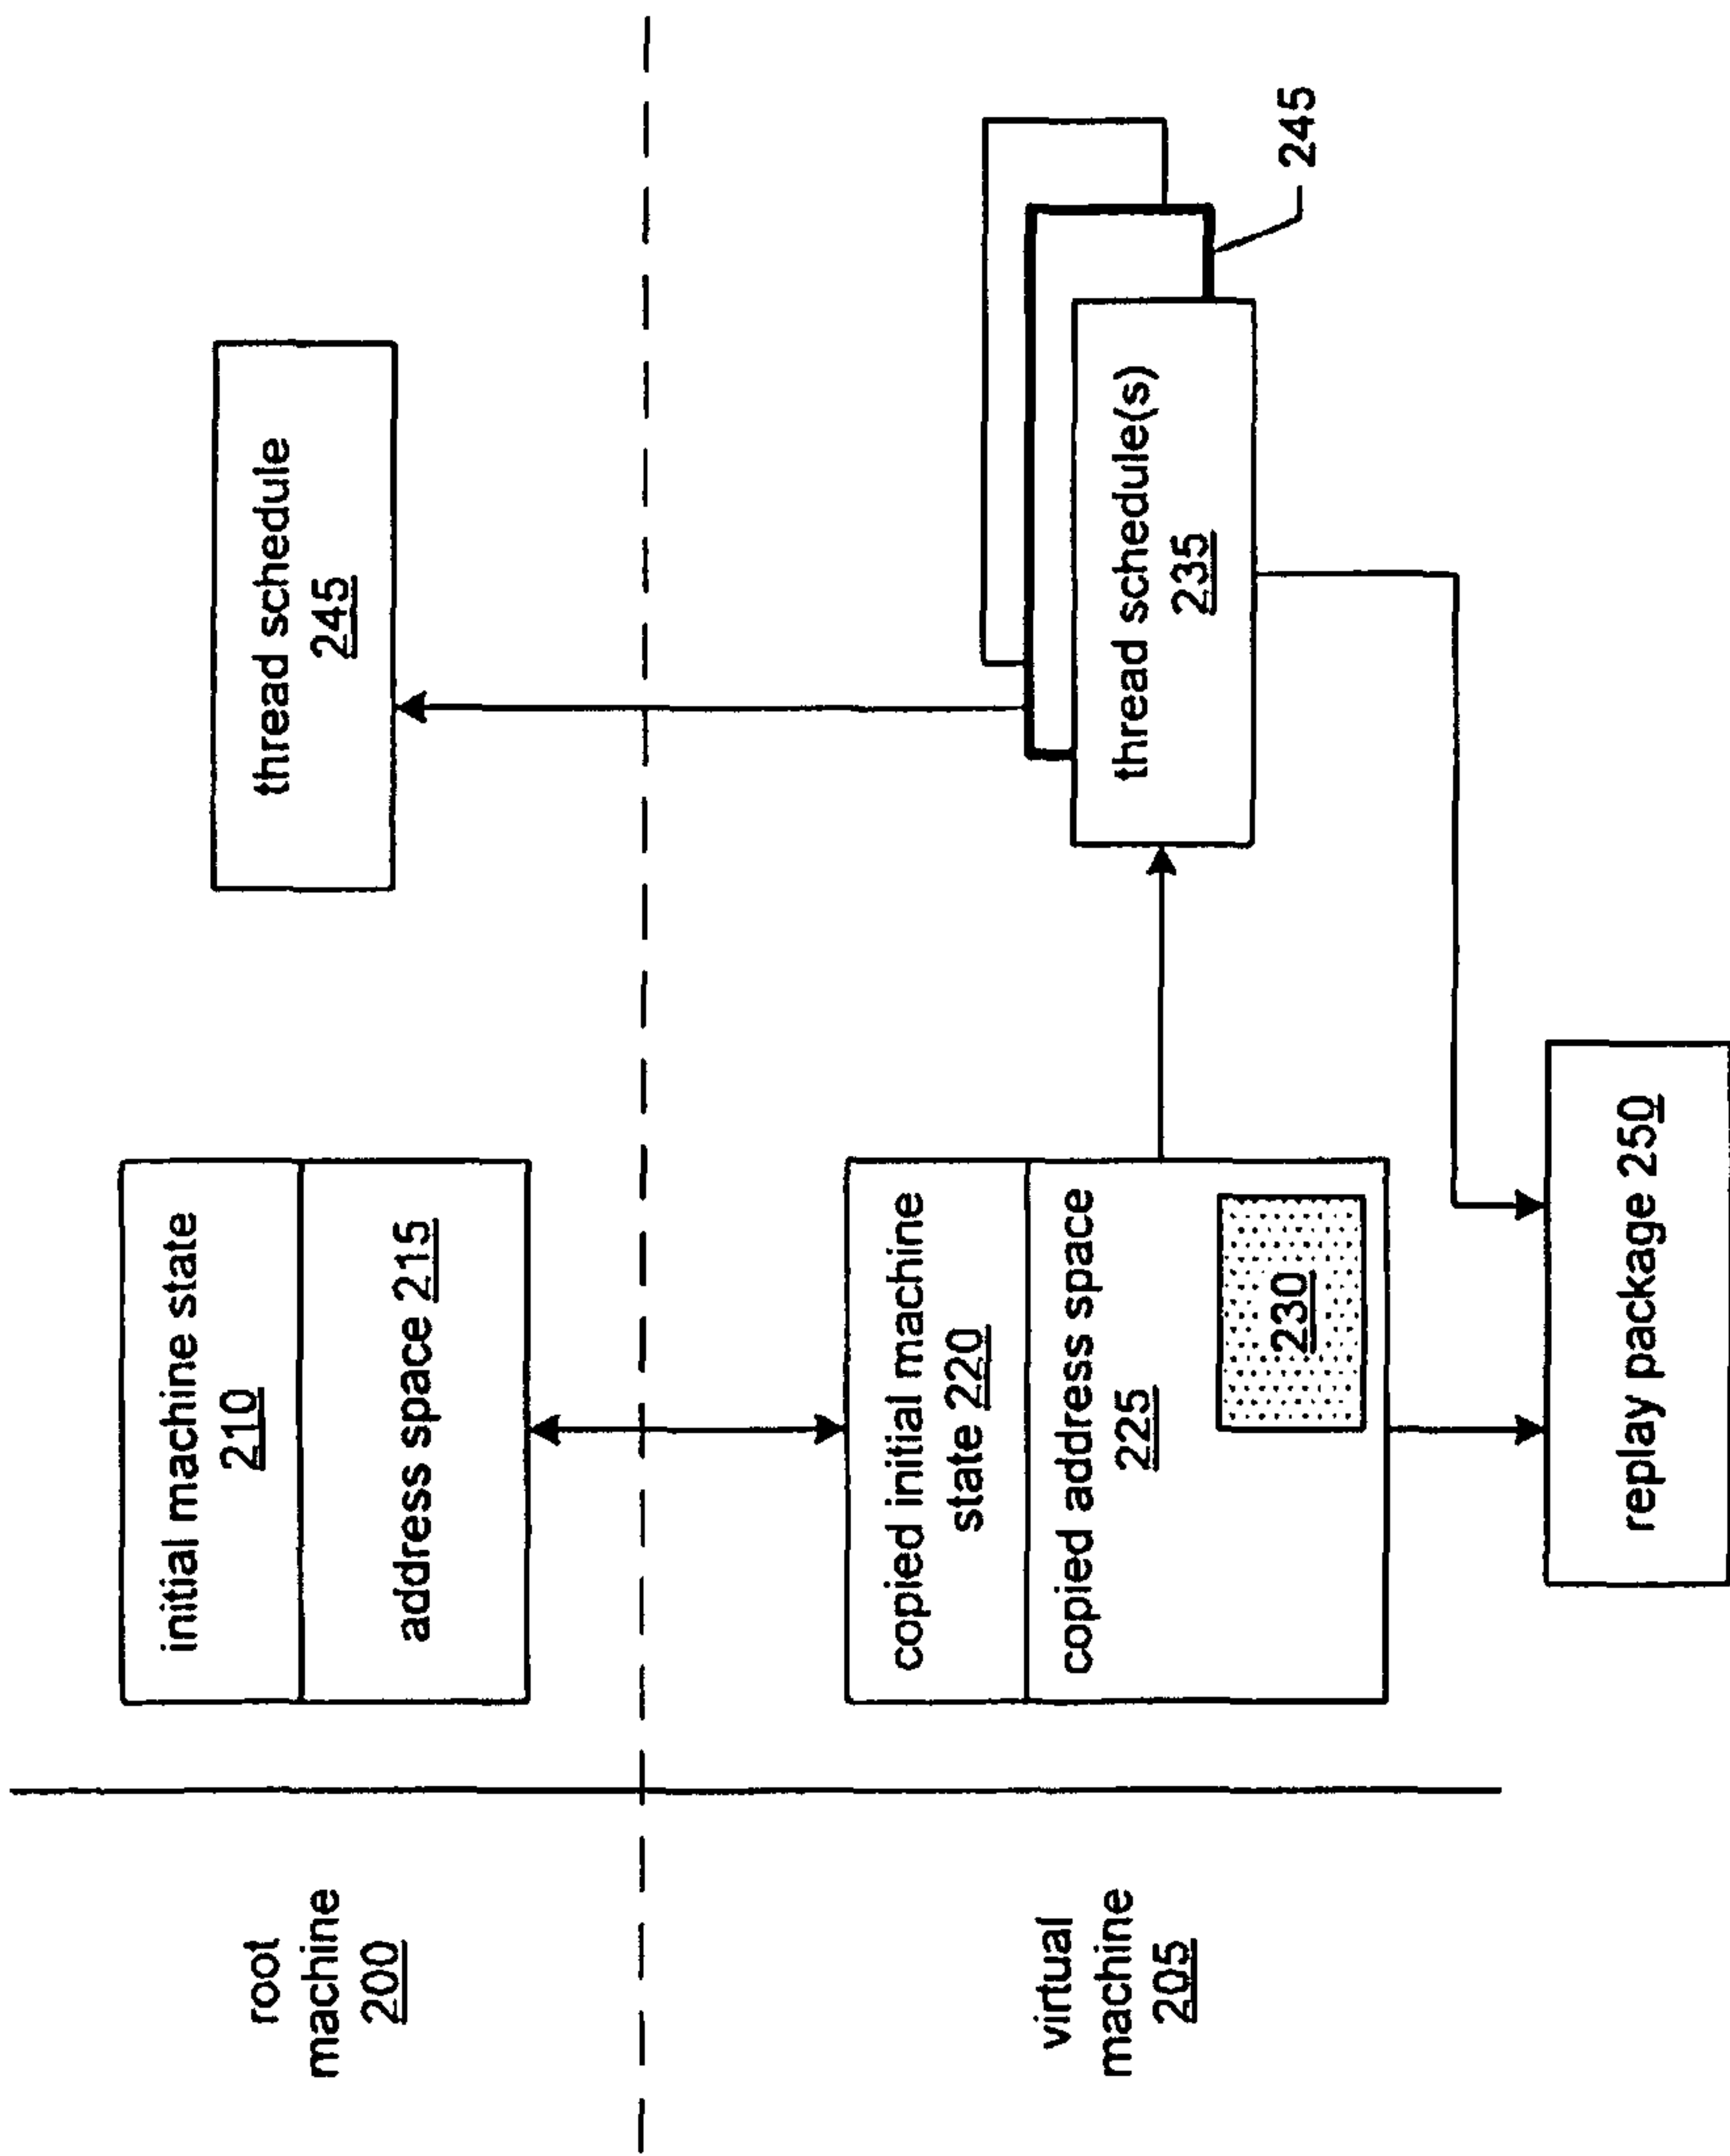 root
machine
200
initial machine state
210
address space 215
thread schedule
245
virtual
machine
205
copied initial machine
state 220
copied address space
225
230
thread schedule(s)
235
245
replay package 250